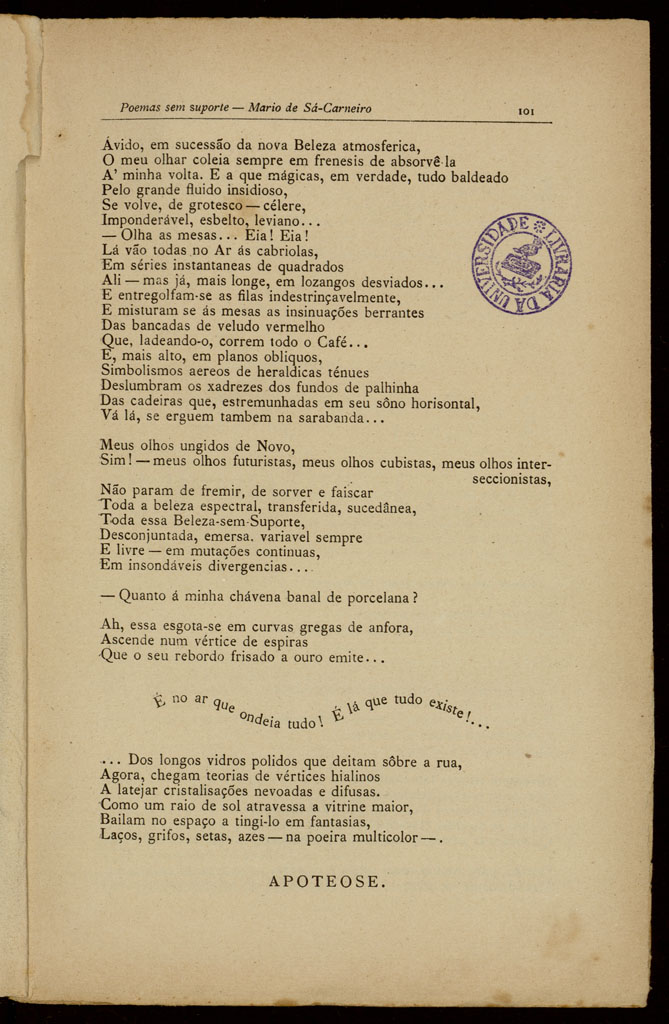 Poemas sem suporte — Mario de Sá-Carneiro
101
Ávido, em sucessão da nova Beleza atmosferica,
O meu olhar coleia sempre em frenesis de absorvê-la
A' minha volta. E a que mágicas, em verdade, tudo baldeado
Pelo grande fluido insidioso,
Se volve, de grotesco — célere,
Imponderável, esbelto, leviano...
— Olha as mesas... Eia! Eia!
Lá vão todas no Ar ás cabriolas,
Em séries instantaneas de quadrados
Ali — mas já, mais longe, em lozangos desviados...
E entregolfam-se as filas indestrinçavelmente,
E misturam se ás mesas as insinuações berrantes
Das bancadas de veludo vermelho
Que, ladeando-o, correm todo o Café...
E, mais alto, em planos obliquos,
Simbolismos aereos de heraldicas ténues
Deslumbram os xadrezes dos fundos de palhinha
Das cadeiras que, estremunhadas em seu sôno horisontal,
Vá lá, se erguem tambem na sarabanda...
Meus olhos ungidos de Novo,
Sim! — meus olhos futuristas, meus olhos cubistas, meus olhos inter-
seccionistas,
Não param de fremir, de sorver e faiscar
Toda a beleza espectral, transferida, sucedânea,
Toda essa Beleza-sem-Suporte,
Desconjuntada, emersa. variavel sempre
E livre — em mutações continuas,
Em insondáveis divergencias...
— Quanto á minha chávena banal de porcelana?
Ah, essa esgota-se em curvas gregas de anfora,
Ascende num vértice de espiras
Que o seu rebordo frisado a ouro emite...
É no ar que ondeia tudo! É lá que tudo existe!...
... Dos longos vidros polidos que deitam sôbre a rua,
Agora, chegam teorias de vértices hialinos
A latejar cristalisações nevoadas e difusas.
Como um raio de sol atravessa a vitrine maior,
Bailam no espaço a tingi-lo em fantasias,
Laços, grifos, setas, azes — na poeira multicolor —.
APOTEOSE.
LIVRARIA DA UNIVERSIDADE